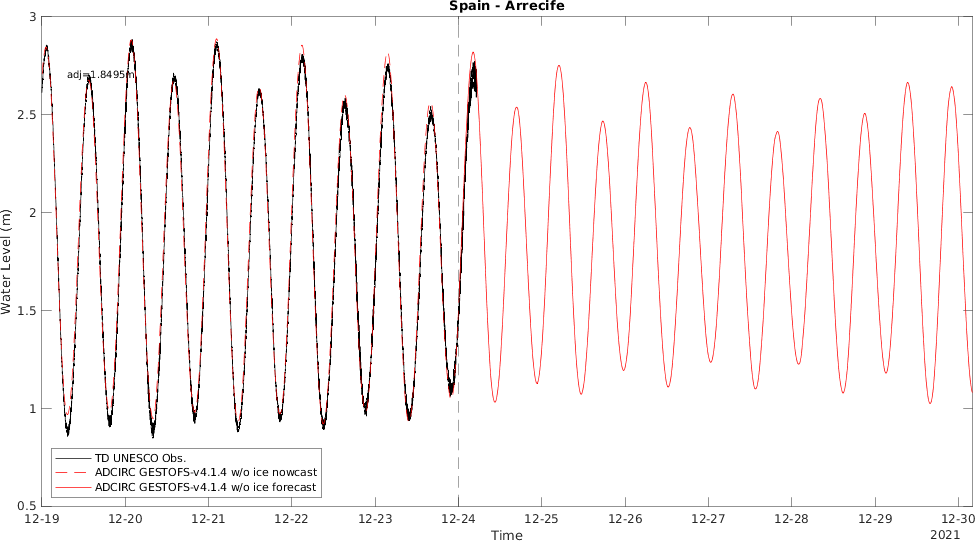 Spain - Arrecife
3
2.5
2
1.5
1
0.5
Water Level (m)
adj=1.8495m
TD UNESCO Obs.
ADCIRC GESTOFS-v4.1.4 w/o ice nowcast
ADCIRC GESTOFS-v4.1.4 w/o ice forecast
12-19 12-20 12-21 12-22 12-23 12-24 12-25 12-26 12-27 12-28 12-29 12-30
Time
2021